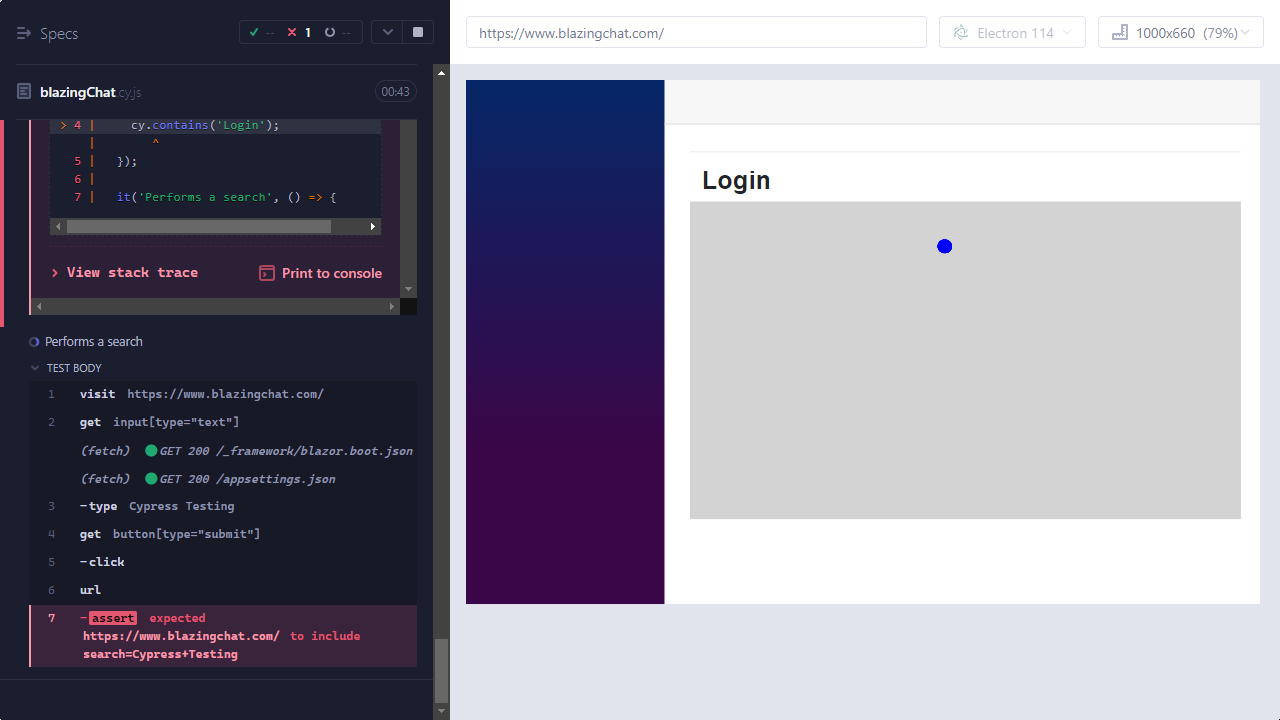 Specs
-- 1 --
blazingChat.cy.js 00:43
> 4 | cy.contains('Login');
| ^
5 | });
6 |
7 | it('Performs a search', () => {
> View stack trace Print to console
Performs a search
TEST BODY
1 visit https://www.blazingchat.com/
2 get input[type="text"]
(fetch) GET 200 /_framework/blazor.boot.json
(fetch) GET 200 /appsettings.json
3 -type Cypress Testing
4 get button[type="submit"]
5 -click
6 url
7 -assert expected
https://www.blazingchat.com/ to include
search=Cypress+Testing
https://www.blazingchat.com/
Electron 114
1000x660 (79%)
Login